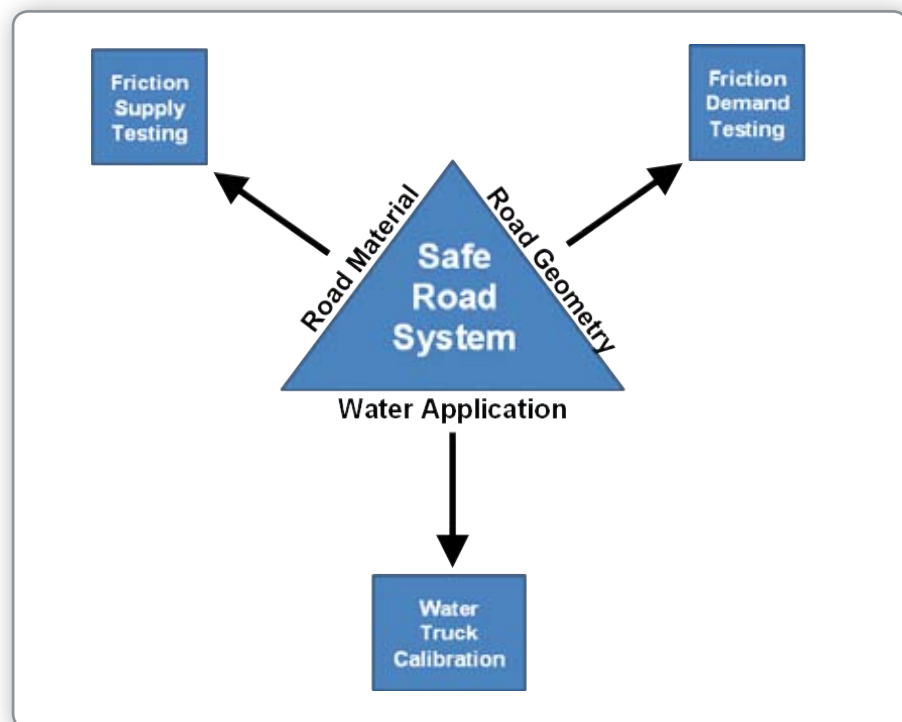 Friction
Supply
Testing
Friction
Demand
Testing
Road Material
Road Geometry
Safe
Road
System
Water Application
Water
Truck
Calibration